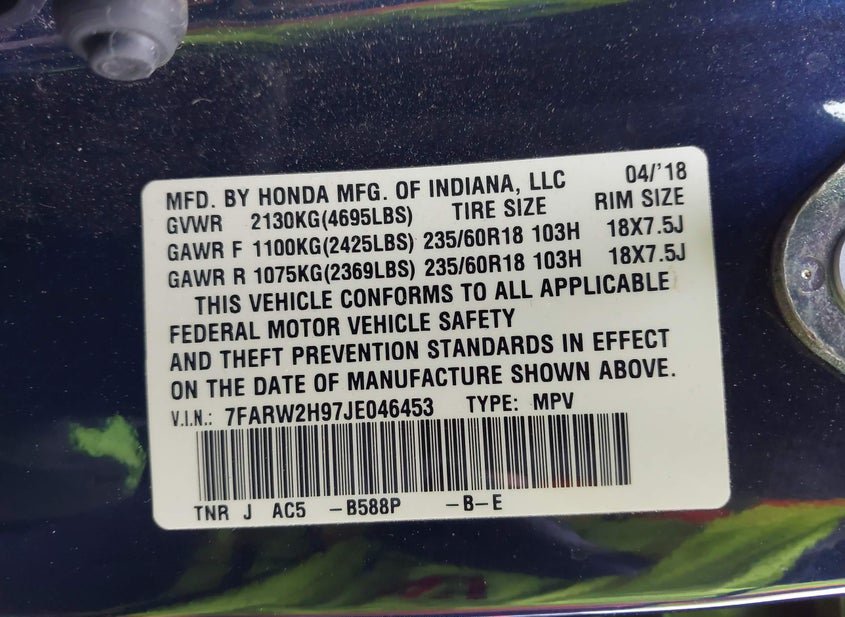 MFD. BY HONDA MFG. OF INDIANA, LLC 04/'18
GVWR 2130KG(4695LBS) TIRE SIZE RIM SIZE
GAWR F 1100KG(2425LBS) 235/60R18 103H 18X7.5J
GAWR R 1075KG(2369LBS) 235/60R18 103H 18X7.5J
THIS VEHICLE CONFORMS TO ALL APPLICABLE
FEDERAL MOTOR VEHICLE SAFETY
AND THEFT PREVENTION STANDARDS IN EFFECT
ON THE DATE OF MANUFACTURE SHOWN ABOVE.
V.I.N.: 7FARW2H97JE046453 TYPE: MPV
TNR J AC5 -B588P -B-E